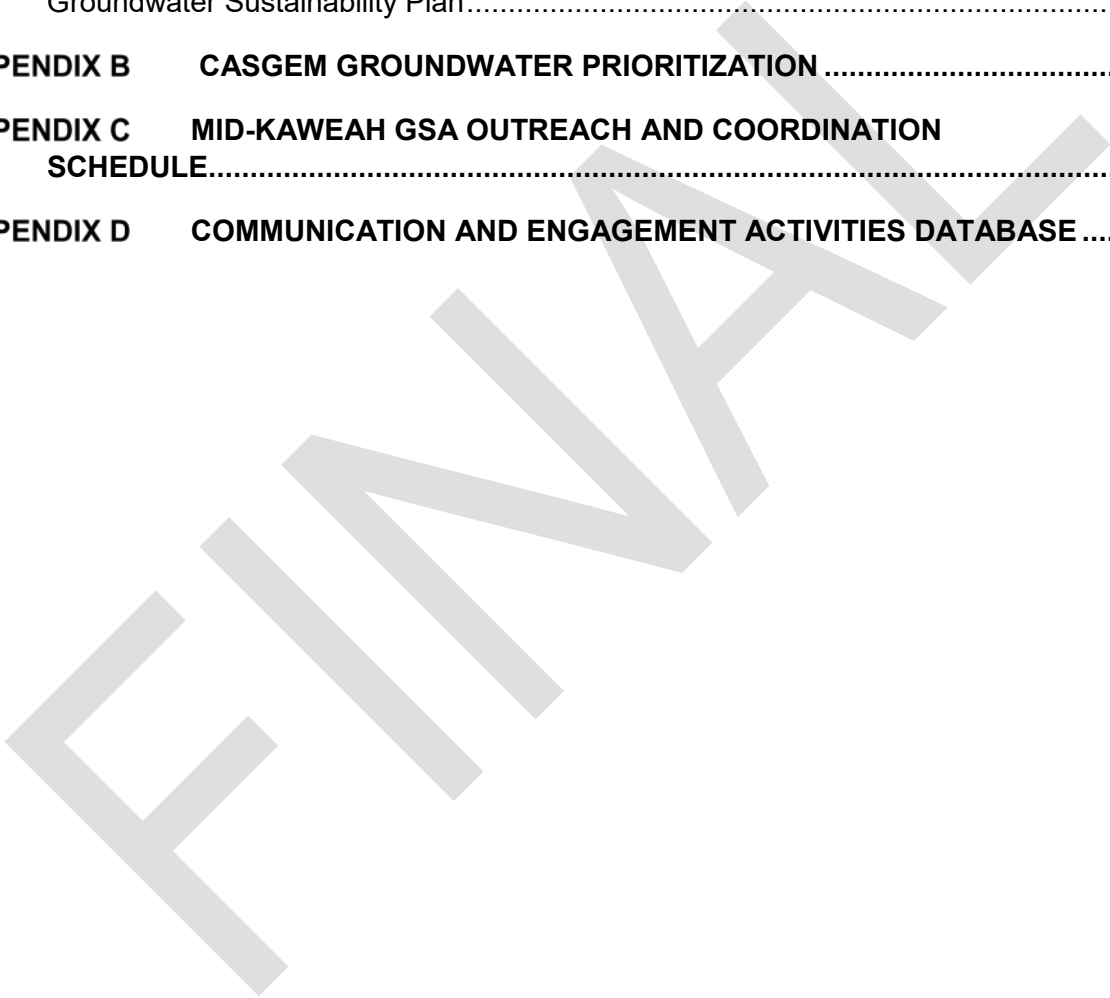 Groundwater Sustainability Plan........................................................................................
PENDIX B CASGEM GROUNDWATER PRIORITIZATION...................................
PENDIX C MID-KAWEAH GSA OUTREACH AND COORDINATION
SCHEDULE.............................................................................................................
PENDIX D COMMUNICATION AND ENGAGEMENT ACTIVITIES DATABASE....
FINAL